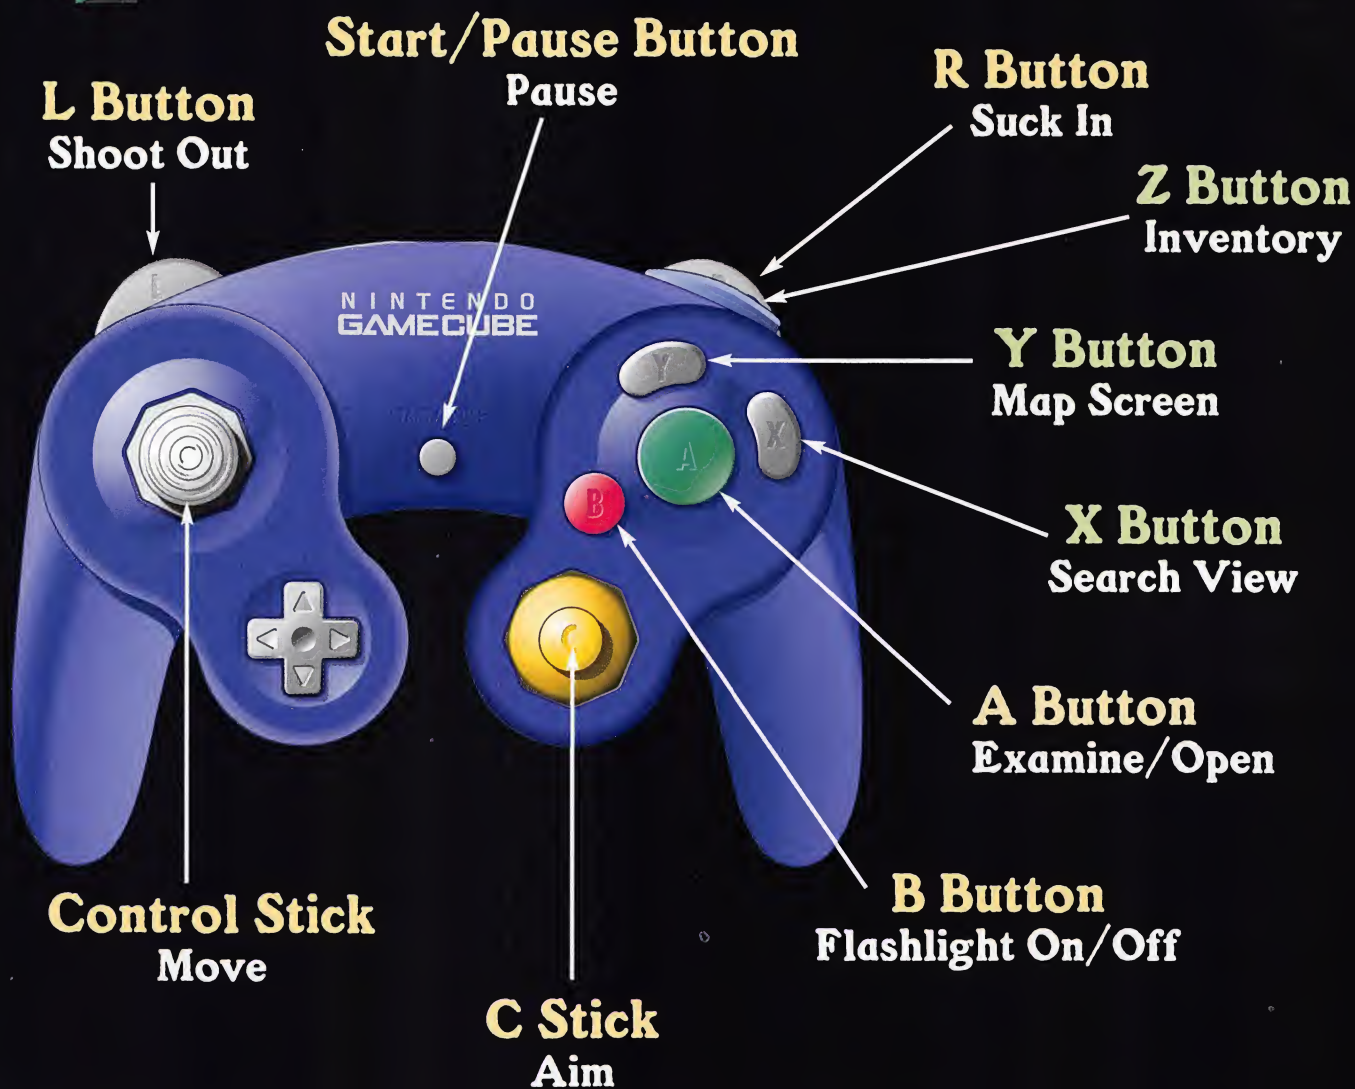 Start/Pause Button
Pause
L Button
Shoot Out
R Button
Suck In
Z Button
Inventory
NINTENDO
GAMECUBE
Y Button
Map Screen
Y
X
A
B
L
C
X Button
Search View
A Button
Examine/Open
B Button
Flashlight On/Off
Control Stick
Move
C Stick
Aim